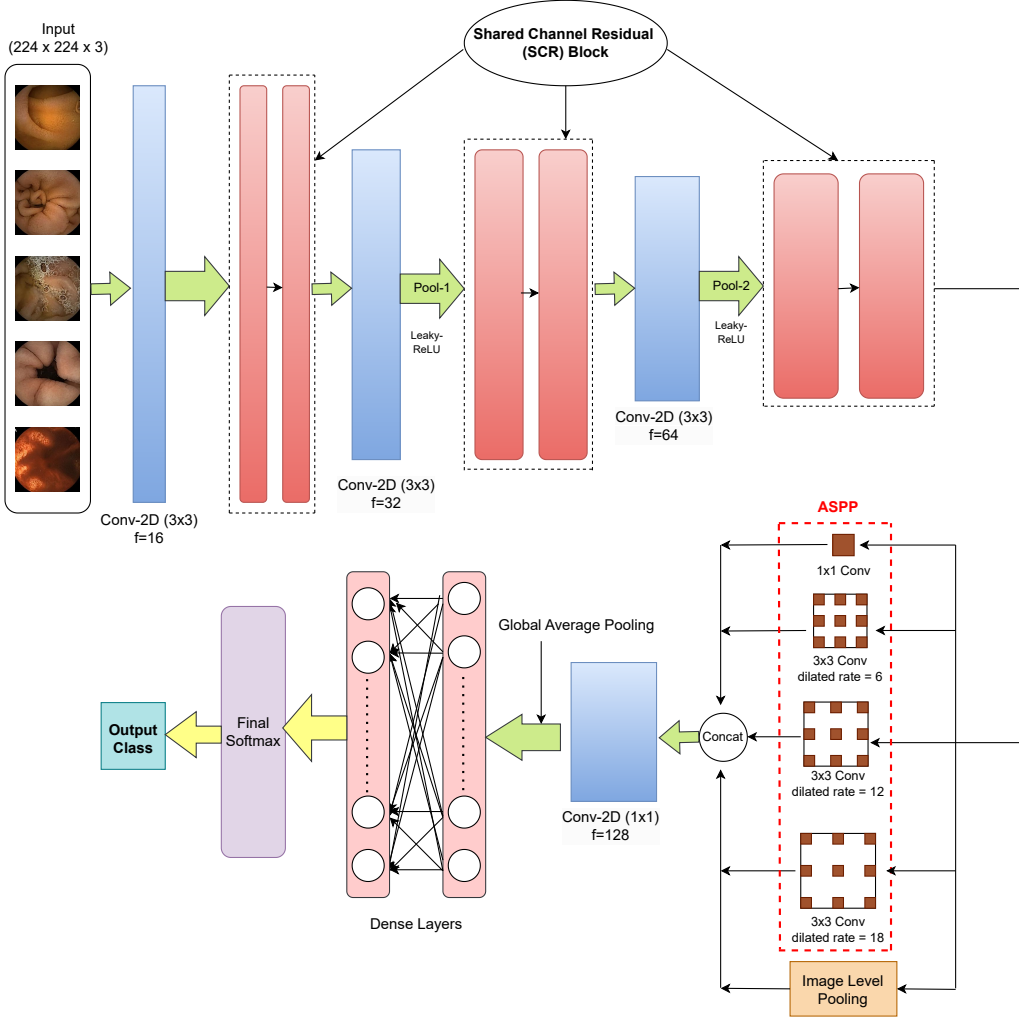 Input
(224 x 224 x 3)
Shared Channel Residual
(SCR) Block
Pool-1
Leaky-
ReLU
Pool-2
Leaky-
ReLU
Conv-2D (3x3)
f=16
Conv-2D (3x3)
f=32
Conv-2D (3x3)
f=64
ASPP
1x1 Conv
3x3 Conv
dilated rate = 6
3x3 Conv
dilated rate = 12
3x3 Conv
dilated rate = 18
Image Level
Pooling
Concat
Conv-2D (1x1)
f=128
Global Average Pooling
Dense Layers
Final
Softmax
Output
Class